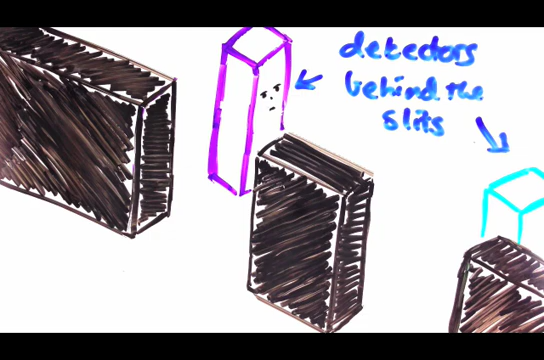 detectors
behind the
slits